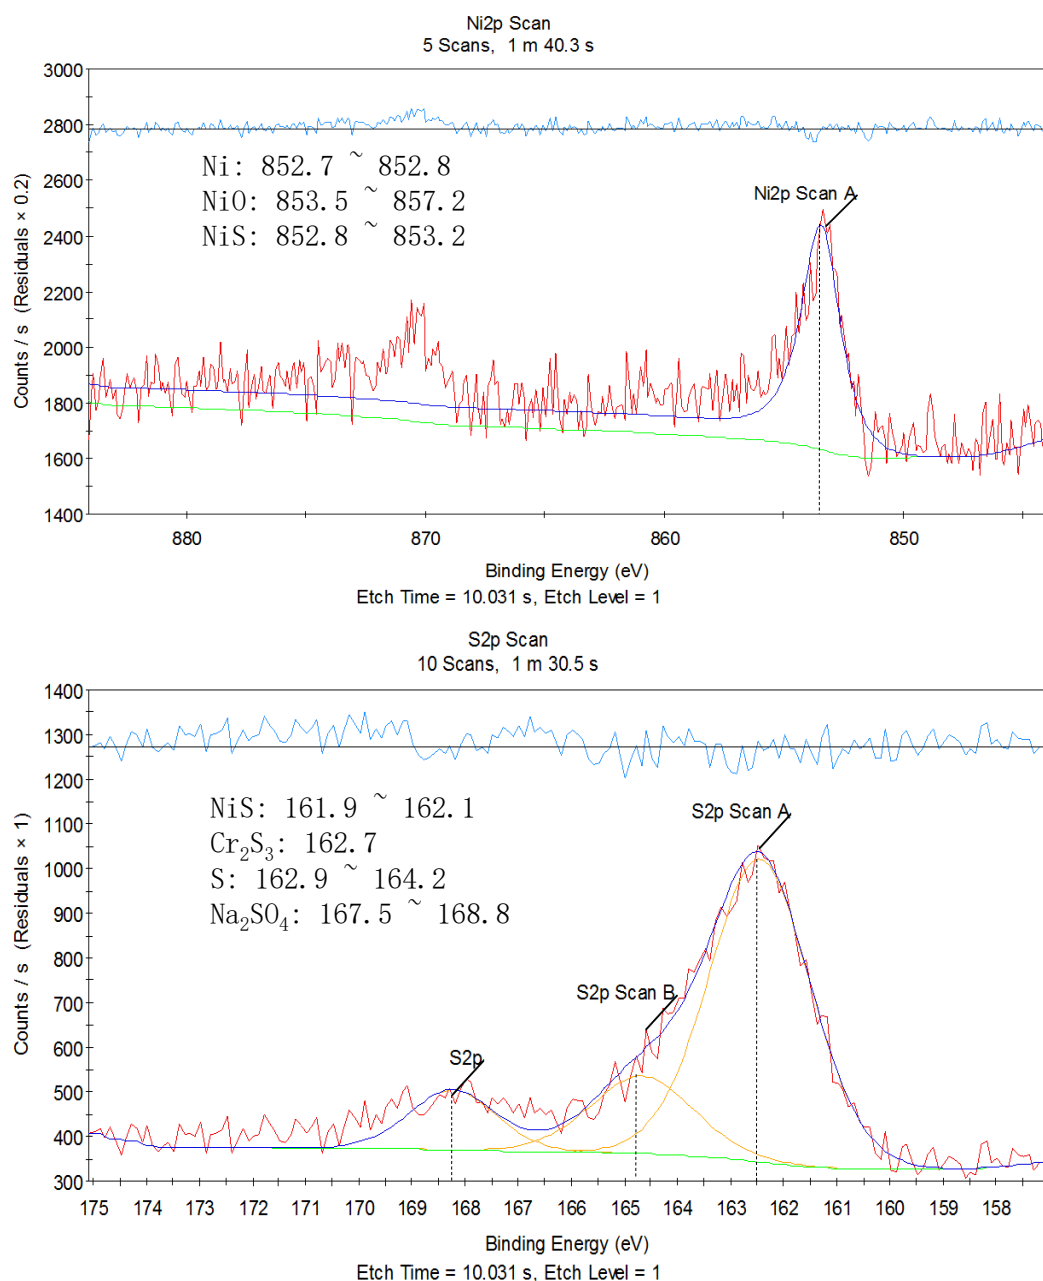 Ni2p Scan
5 Scans, 1 m 40.3 s
3000
2800
2600
2400
2200
2000
1800
1600
1400
Counts / s (Residuals × 0.2)
Ni: 852.7 ~ 852.8
NiO: 853.5 ~ 857.2
NiS: 852.8 ~ 853.2
Ni2p Scan A
880 870 860 850
Binding Energy (eV)
Etch Time = 10.031 s, Etch Level = 1
S2p Scan
10 Scans, 1 m 30.5 s
1400
1300
1200
1100
1000
900
800
700
600
500
400
300
Counts / s (Residuals × 1)
NiS: 161.9 ~ 162.1
Cr₂S₃: 162.7
S: 162.9 ~ 164.2
Na₂SO₄: 167.5 ~ 168.8
S2p Scan A
S2p Scan B
S2p
175 174 173 172 171 170 169 168 167 166 165 164 163 162 161 160 159 158
Binding Energy (eV)
Etch Time = 10.031 s, Etch Level = 1